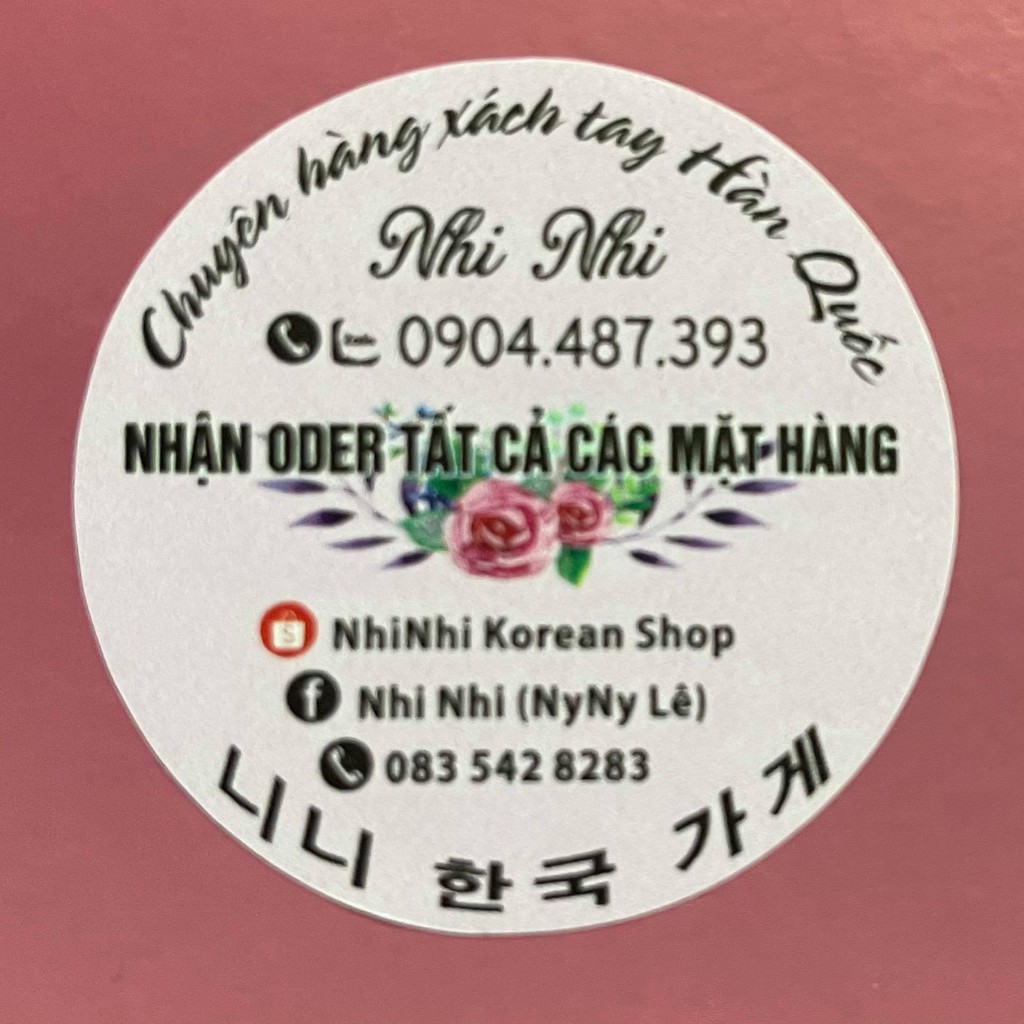 Chuyên hàng xách tay Hàn Quốc
Nhi Nhi
0904.487.393
NHẬN ODER TẤT CẢ CÁC MẶT HÀNG
NhiNhi Korean Shop
Nhi Nhi (NyNy Lê)
083 542 8283
니니 한국 가게